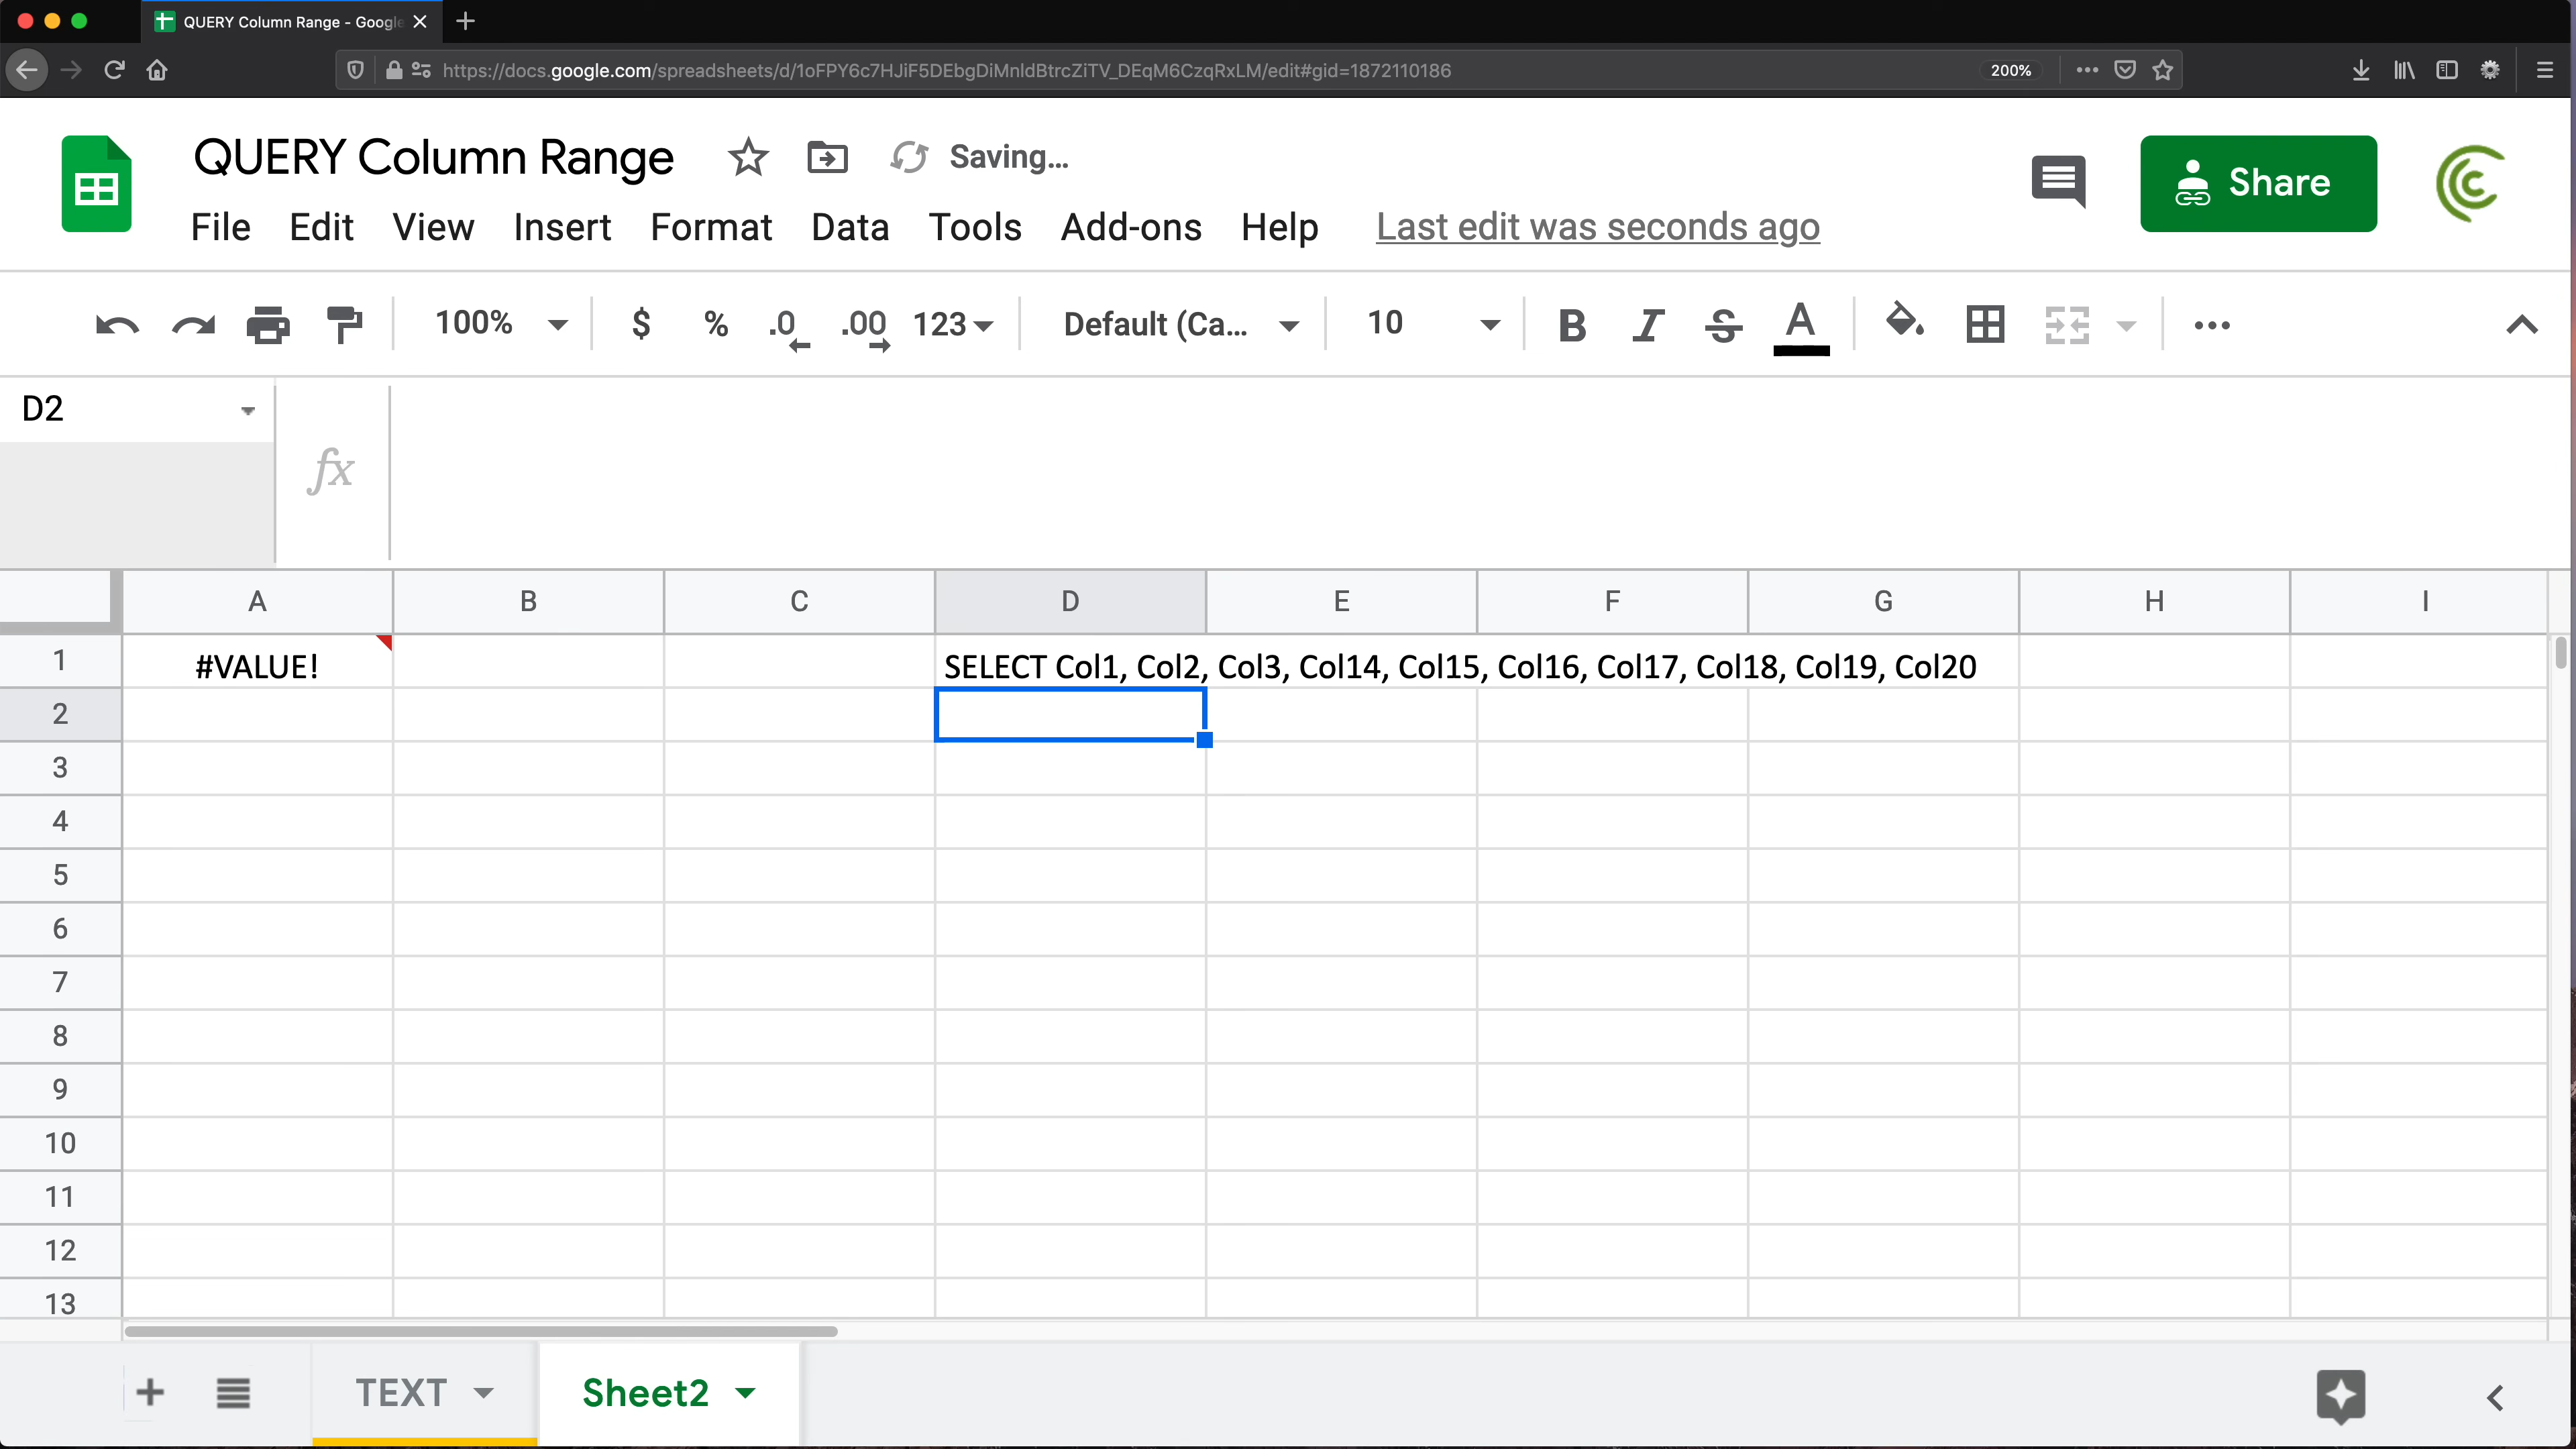 QUERY Column Range - Google
https://docs.google.com/spreadsheets/d/1oFPY6c7HJiF5DEbgDiMnldBtrcZiTV_DEqM6CzqRxLM/edit#gid=1872110186
200%
QUERY Column Range
Saving...
Share
File Edit View Insert Format Data Tools Add-ons Help Last edit was seconds ago
100% $ % .0 .00 123 Default (Ca... 10 B I S A
D2
fx
A B C D E F G H I
1 #VALUE! SELECT Col1, Col2, Col3, Col14, Col15, Col16, Col17, Col18, Col19, Col20
2
3
4
5
6
7
8
9
10
11
12
13
TEXT Sheet2